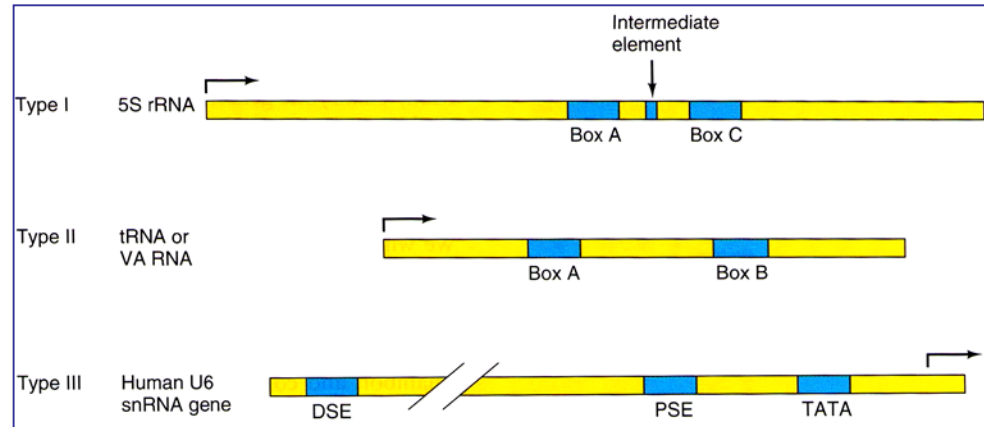 Intermediate
element
Type I 5S rRNA
Box A Box C
Type II tRNA or
VA RNA
Box A Box B
Type III Human U6
snRNA gene
DSE PSE TATA